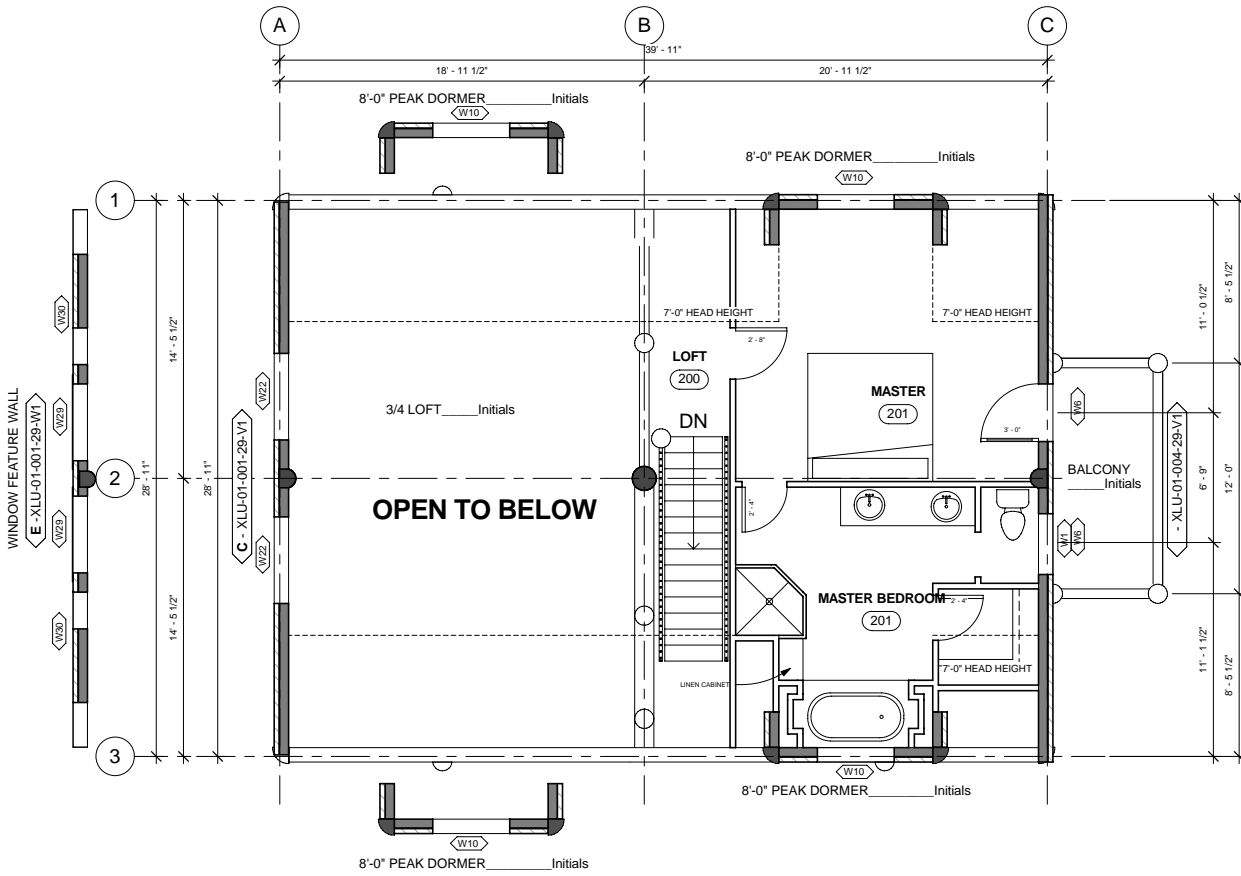 A
B
C
39' - 11"
18' - 11 1/2"
20' - 11 1/2"
8'-0" PEAK DORMER_________Initials
W10
8'-0" PEAK DORMER_________Initials
W10
1
2
3
WINDOW FEATURE WALL
E -XLU-01-001-29-W1
W30
W29
W29
W30
28' - 11"
14' - 5 1/2"
14' - 5 1/2"
28' - 11"
C - XLU-01-001-29-V1
W22
W22
7'-0" HEAD HEIGHT
7'-0" HEAD HEIGHT
2' - 8"
LOFT
200
3/4 LOFT_____Initials
DN
MASTER
201
3' - 0"
W6
BALCONY
_____Initials
- XLU-01-004-29-V1
11' - 0 1/2"
8' - 5 1/2"
6' - 9"
12' - 0"
11' - 1 1/2"
8' - 5 1/2"
OPEN TO BELOW
2' - 4"
W1
W6
MASTER BEDROOM
201
2' - 4"
7'-0" HEAD HEIGHT
LINEN CABINET
W10
8'-0" PEAK DORMER_________Initials
W10
8'-0" PEAK DORMER_________Initials